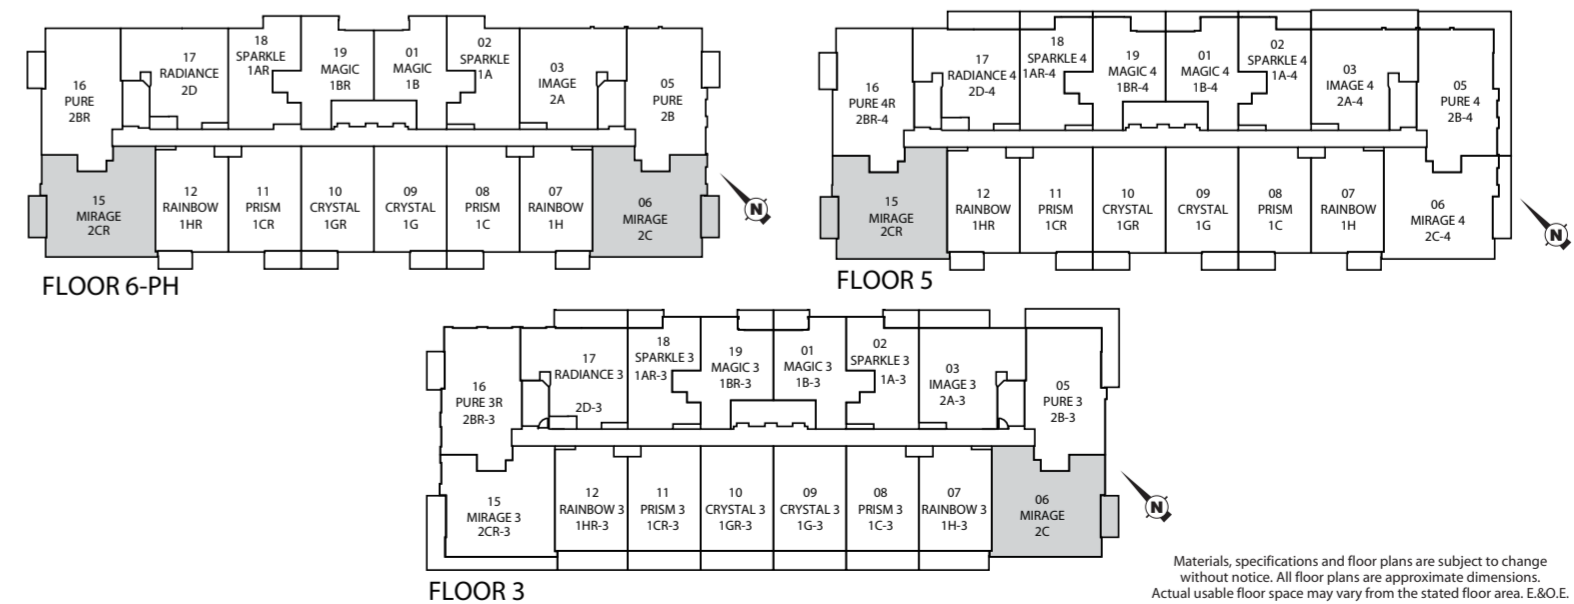 16
PURE
2BR
17
RADIANCE
2D
18
SPARKLE
1AR
19
MAGIC
1BR
01
MAGIC
1B
02
SPARKLE
1A
03
IMAGE
2A
05
PURE
2B
15
MIRAGE
2CR
12
RAINBOW
1HR
11
PRISM
1CR
10
CRYSTAL
1GR
09
CRYSTAL
1G
08
PRISM
1C
07
RAINBOW
1H
06
MIRAGE
2C
N
FLOOR 6-PH
16
PURE 4R
2BR-4
17
RADIANCE 4
2D-4
18
SPARKLE 4
1AR-4
19
MAGIC 4
1BR-4
01
MAGIC 4
1B-4
02
SPARKLE 4
1A-4
03
IMAGE 4
2A-4
05
PURE 4
2B-4
15
MIRAGE
2CR
12
RAINBOW
1HR
11
PRISM
1CR
10
CRYSTAL
1GR
09
CRYSTAL
1G
08
PRISM
1C
07
RAINBOW
1H
06
MIRAGE 4
2C-4
N
FLOOR 5
16
PURE 3R
2BR-3
17
RADIANCE 3
2D-3
18
SPARKLE 3
1AR-3
19
MAGIC 3
1BR-3
01
MAGIC 3
1B-3
02
SPARKLE 3
1A-3
03
IMAGE 3
2A-3
05
PURE 3
2B-3
15
MIRAGE 3
2CR-3
12
RAINBOW 3
1HR-3
11
PRISM 3
1CR-3
10
CRYSTAL 3
1GR-3
09
CRYSTAL 3
1G-3
08
PRISM 3
1C-3
07
RAINBOW 3
1H-3
06
MIRAGE
2C
N
FLOOR 3
Materials, specifications and floor plans are subject to change
without notice. All floor plans are approximate dimensions.
Actual usable floor space may vary from the stated floor area. E.&O.E.